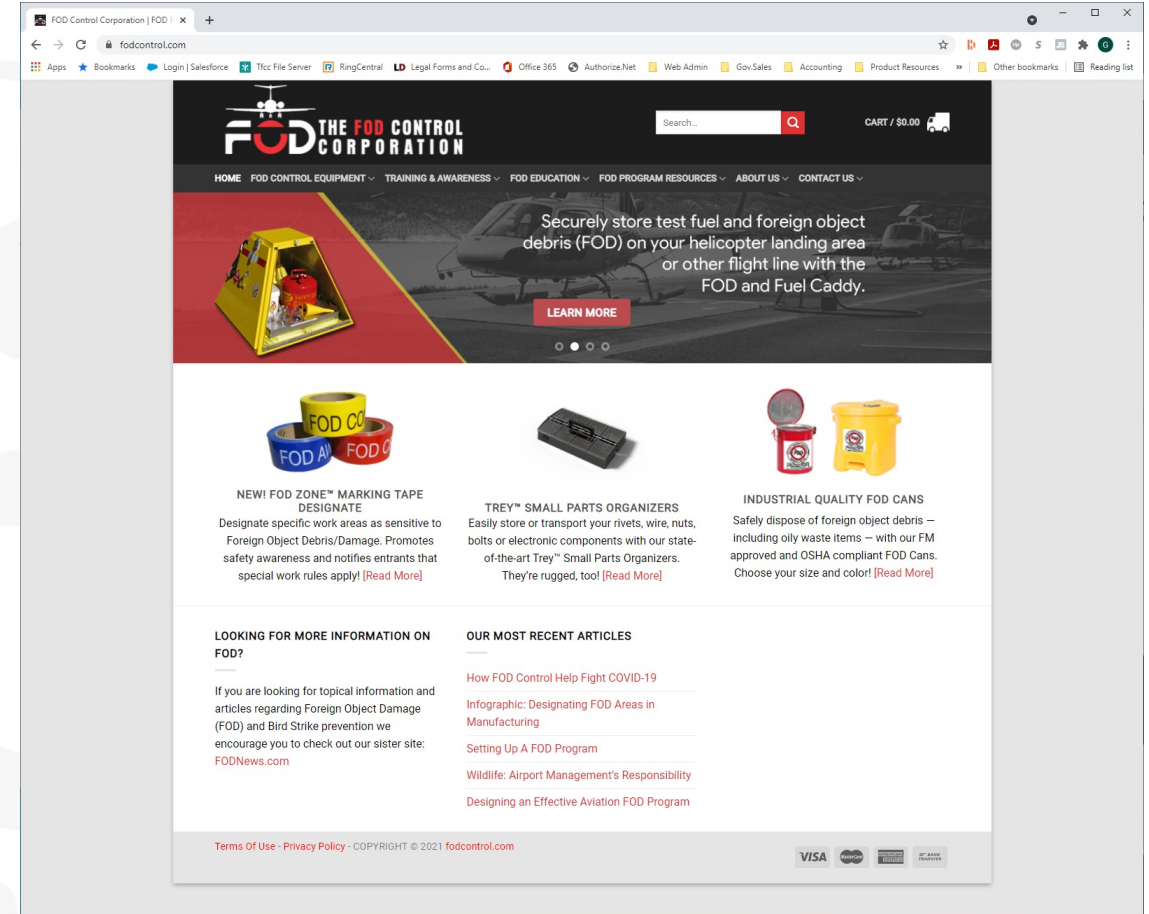 FOD Control Corporation | FOD
fodcontrol.com
S
JS
G
Apps Bookmarks Login | Salesforce Tfcc File Server RingCentral LD Legal Forms and Co... Office 365 Authorize.Net Web Admin Gov.Sales Accounting Product Resources » Other bookmarks Reading list
FOD THE FOD CONTROL
CORPORATION
Search...
CART / $0.00
HOME FOD CONTROL EQUIPMENT TRAINING & AWARENESS FOD EDUCATION FOD PROGRAM RESOURCES ABOUT US CONTACT US
Securely store test fuel and foreign object
debris (FOD) on your helicopter landing area
or other flight line with the
FOD and Fuel Caddy.
LEARN MORE
FOD CO
FOD C
NEW! FOD ZONE™ MARKING TAPE
DESIGNATE
Designate specific work areas as sensitive to
Foreign Object Debris/Damage. Promotes
safety awareness and notifies entrants that
special work rules apply! [Read More]
TREY™ SMALL PARTS ORGANIZERS
Easily store or transport your rivets, wire, nuts,
bolts or electronic components with our state-
of-the-art Trey™ Small Parts Organizers.
They're rugged, too! [Read More]
INDUSTRIAL QUALITY FOD CANS
Safely dispose of foreign object debris —
including oily waste items — with our FM
approved and OSHA compliant FOD Cans.
Choose your size and color! [Read More]
LOOKING FOR MORE INFORMATION ON
FOD?
If you are looking for topical information and
articles regarding Foreign Object Damage
(FOD) and Bird Strike prevention we
encourage you to check out our sister site:
FODNews.com
OUR MOST RECENT ARTICLES
How FOD Control Help Fight COVID-19
Infographic: Designating FOD Areas in
Manufacturing
Setting Up A FOD Program
Wildlife: Airport Management's Responsibility
Designing an Effective Aviation FOD Program
Terms Of Use - Privacy Policy - COPYRIGHT © 2021 fodcontrol.com
VISA MasterCard